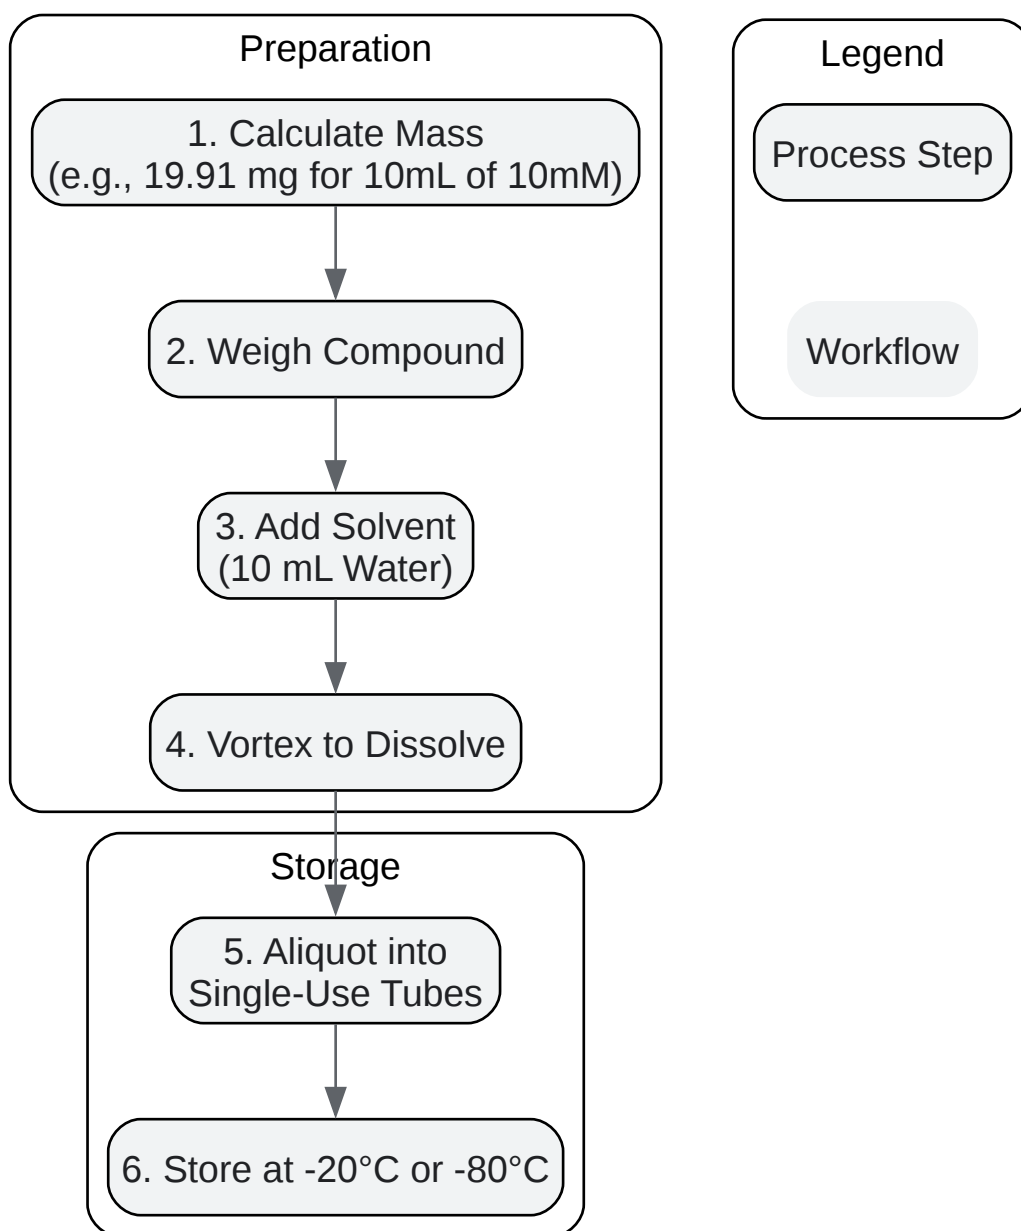 Preparation
1. Calculate Mass
(e.g., 19.91 mg for 10mL of 10mM)
2. Weigh Compound
3. Add Solvent
(10 mL Water)
4. Vortex to Dissolve
Storage
5. Aliquot into
Single-Use Tubes
6. Store at -20°C or -80°C
Legend
Process Step
Workflow